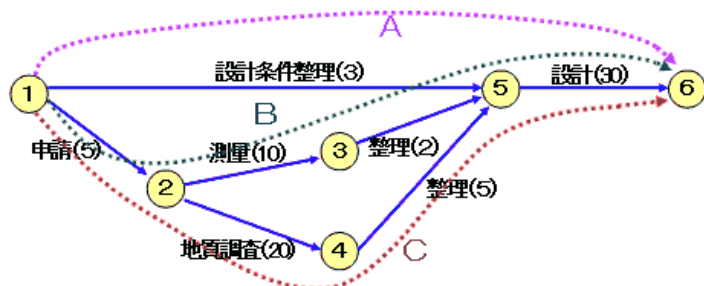 A
設計条件整理(3)
設計(30)
1
5
6
B
申請(5)
測量(10)
3
整理(2)
2
整理(5)
地質調査(20)
4
C